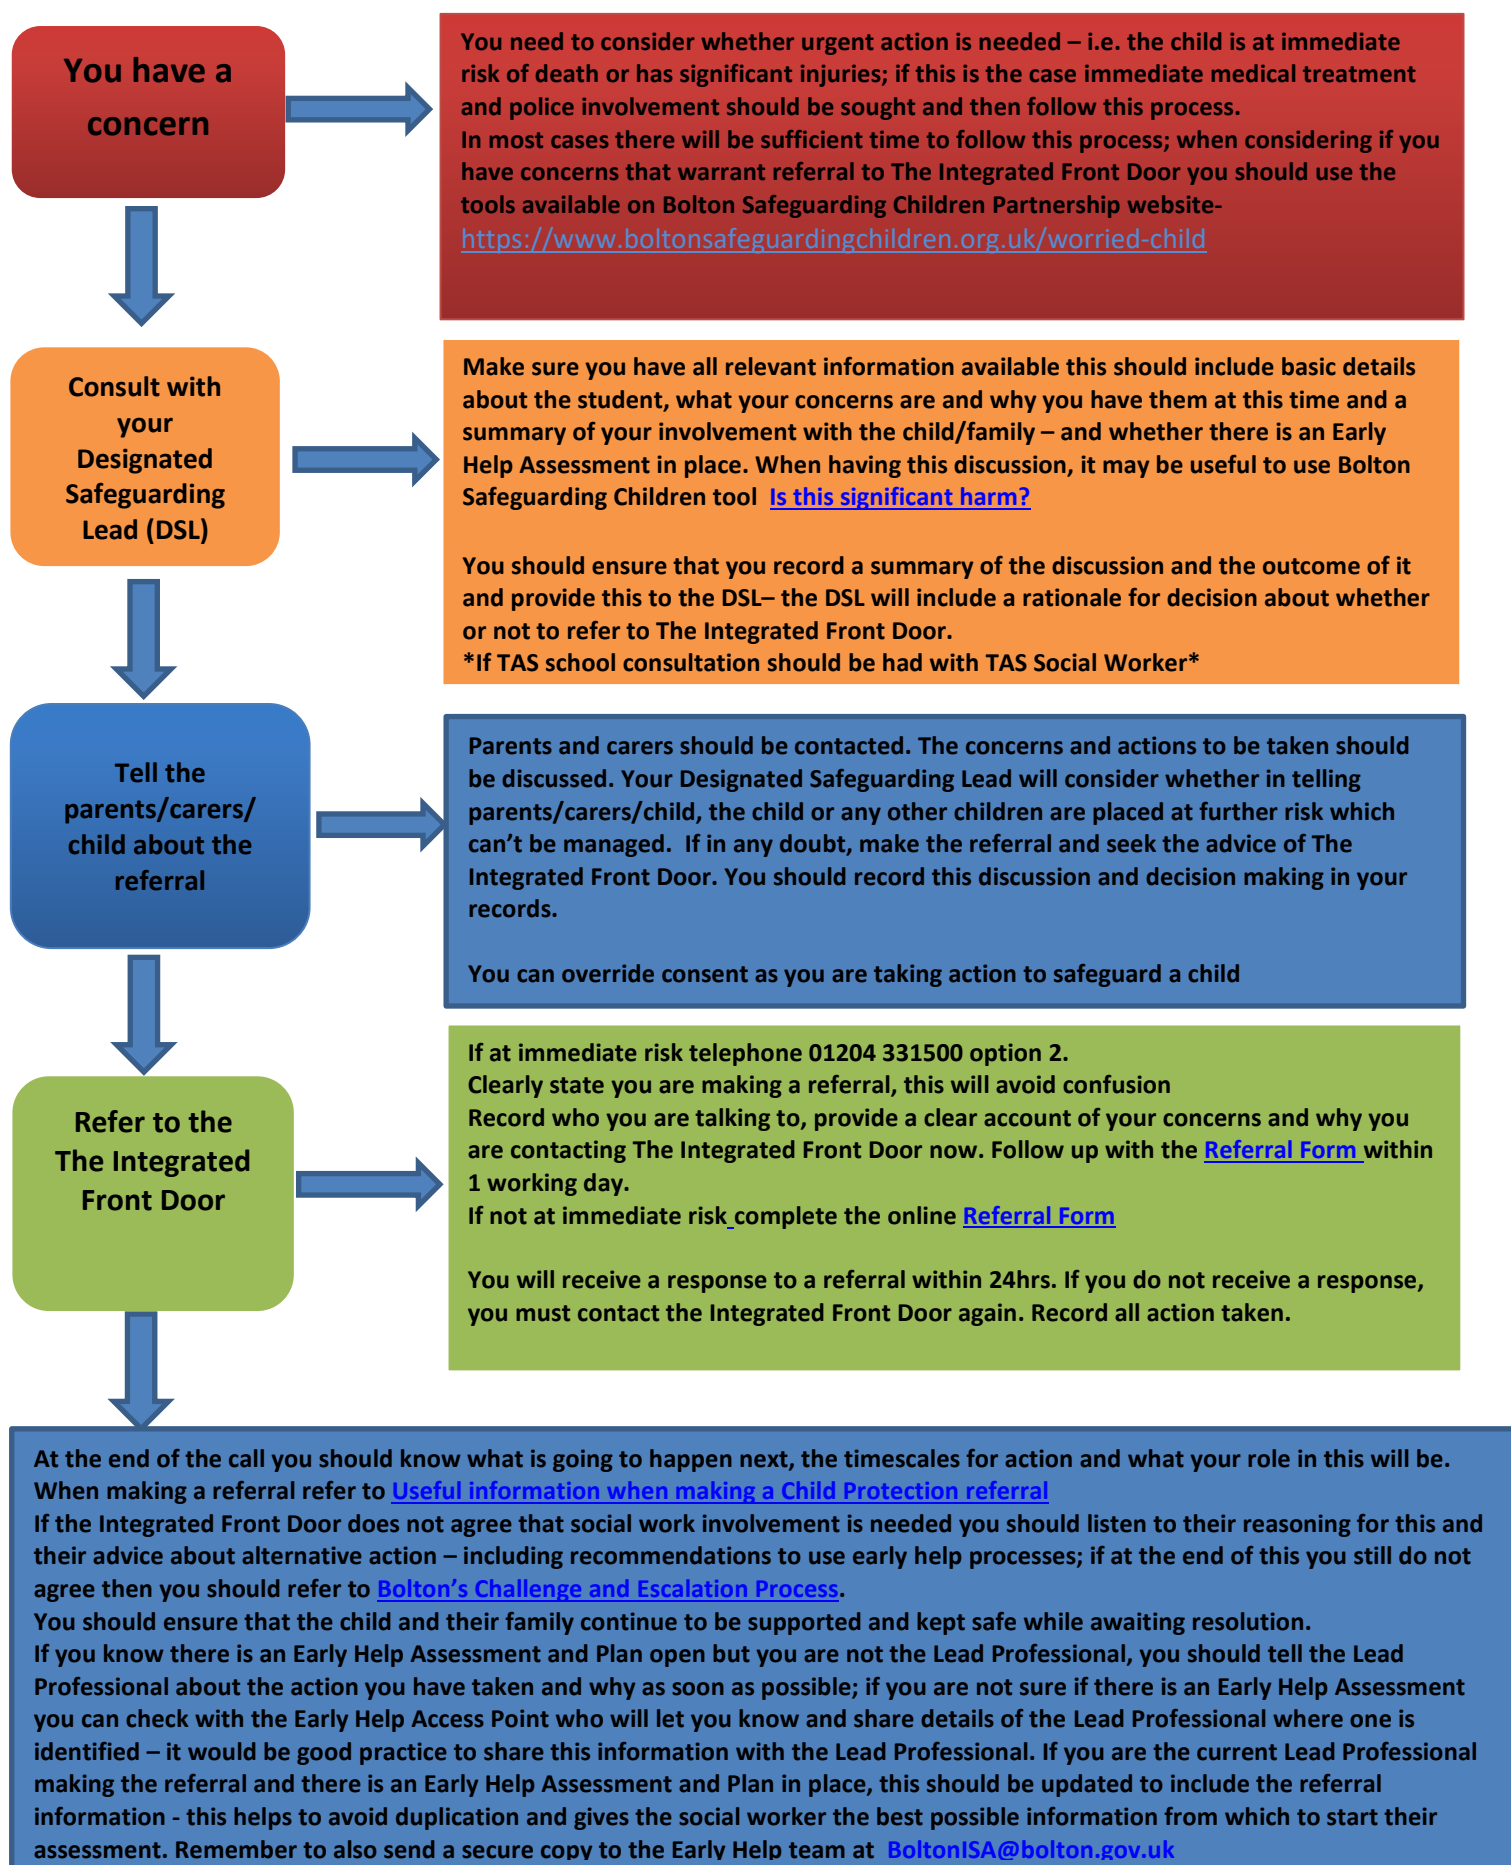 You have a
concern
You need to consider whether urgent action is needed – i.e. the child is at immediate
risk of death or has significant injuries; if this is the case immediate medical treatment
and police involvement should be sought and then follow this process.
In most cases there will be sufficient time to follow this process; when considering if you
have concerns that warrant referral to The Integrated Front Door you should use the
tools available on Bolton Safeguarding Children Partnership website-
https://www.boltonsafeguardingchildren.org.uk/worried-child
Consult with
your
Designated
Safeguarding
Lead (DSL)
Make sure you have all relevant information available this should include basic details
about the student, what your concerns are and why you have them at this time and a
summary of your involvement with the child/family – and whether there is an Early
Help Assessment in place. When having this discussion, it may be useful to use Bolton
Safeguarding Children tool Is this significant harm?
You should ensure that you record a summary of the discussion and the outcome of it
and provide this to the DSL– the DSL will include a rationale for decision about whether
or not to refer to The Integrated Front Door.
*If TAS school consultation should be had with TAS Social Worker*
Tell the
parents/carers/
child about the
referral
Parents and carers should be contacted. The concerns and actions to be taken should
be discussed. Your Designated Safeguarding Lead will consider whether in telling
parents/carers/child, the child or any other children are placed at further risk which
can’t be managed. If in any doubt, make the referral and seek the advice of The
Integrated Front Door. You should record this discussion and decision making in your
records.
You can override consent as you are taking action to safeguard a child
Refer to the
The Integrated
Front Door
If at immediate risk telephone 01204 331500 option 2.
Clearly state you are making a referral, this will avoid confusion
Record who you are talking to, provide a clear account of your concerns and why you
are contacting The Integrated Front Door now. Follow up with the Referral Form within
1 working day.
If not at immediate risk complete the online Referral Form
You will receive a response to a referral within 24hrs. If you do not receive a response,
you must contact the Integrated Front Door again. Record all action taken.
At the end of the call you should know what is going to happen next, the timescales for action and what your role in this will be.
When making a referral refer to Useful information when making a Child Protection referral
If the Integrated Front Door does not agree that social work involvement is needed you should listen to their reasoning for this and
their advice about alternative action – including recommendations to use early help processes; if at the end of this you still do not
agree then you should refer to Bolton’s Challenge and Escalation Process.
You should ensure that the child and their family continue to be supported and kept safe while awaiting resolution.
If you know there is an Early Help Assessment and Plan open but you are not the Lead Professional, you should tell the Lead
Professional about the action you have taken and why as soon as possible; if you are not sure if there is an Early Help Assessment
you can check with the Early Help Access Point who will let you know and share details of the Lead Professional where one is
identified – it would be good practice to share this information with the Lead Professional. If you are the current Lead Professional
making the referral and there is an Early Help Assessment and Plan in place, this should be updated to include the referral
information - this helps to avoid duplication and gives the social worker the best possible information from which to start their
assessment. Remember to also send a secure copy to the Early Help team at BoltonISA@bolton.gov.uk